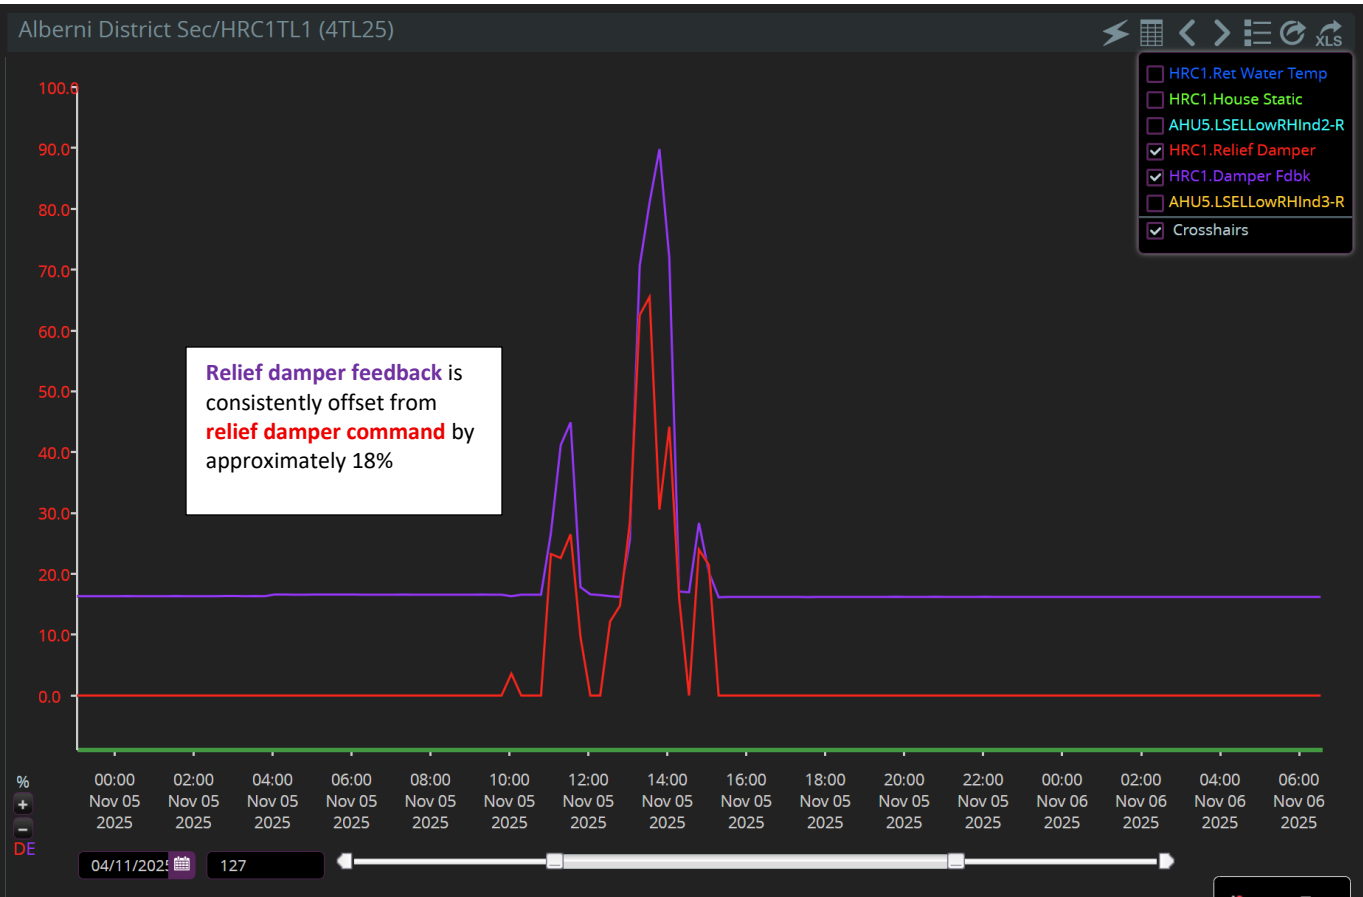 Alberni District Sec/HRC1TL1 (4TL25)
XLS
HRC1.Ret Water Temp
HRC1.House Static
AHU5.LSELLowRHInd2-R
HRC1.Relief Damper
HRC1.Damper Fdbk
AHU5.LSELLowRHInd3-R
Crosshairs
100.0
90.0
80.0
70.0
60.0
50.0
40.0
30.0
20.0
10.0
0.0
Relief damper feedback is
consistently offset from
relief damper command by
approximately 18%
%
+
-
DE
00:00 02:00 04:00 06:00 08:00 10:00 12:00 14:00 16:00 18:00 20:00 22:00 00:00 02:00 04:00 06:00
Nov 05 Nov 05 Nov 05 Nov 05 Nov 05 Nov 05 Nov 05 Nov 05 Nov 05 Nov 05 Nov 05 Nov 05 Nov 06 Nov 06 Nov 06 Nov 06
2025 2025 2025 2025 2025 2025 2025 2025 2025 2025 2025 2025 2025 2025 2025 2025
04/11/2025
127